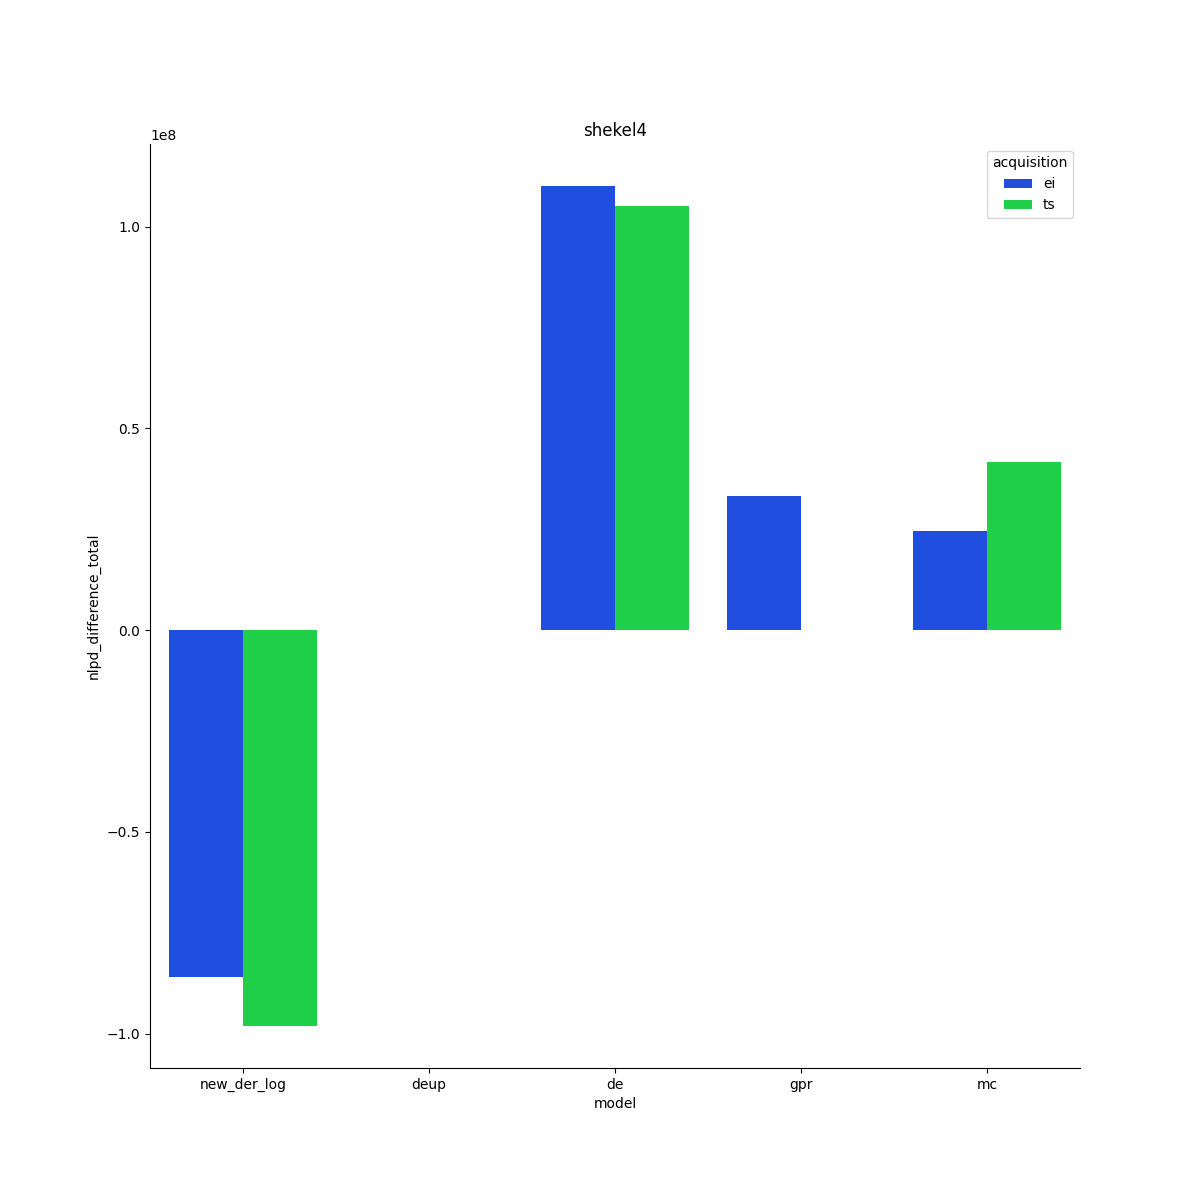 shekel4
1e8
acquisition
ei
ts
1.0
0.5
0.0
−0.5
−1.0
nlpd_difference_total
new_der_log deup de gpr mc
model